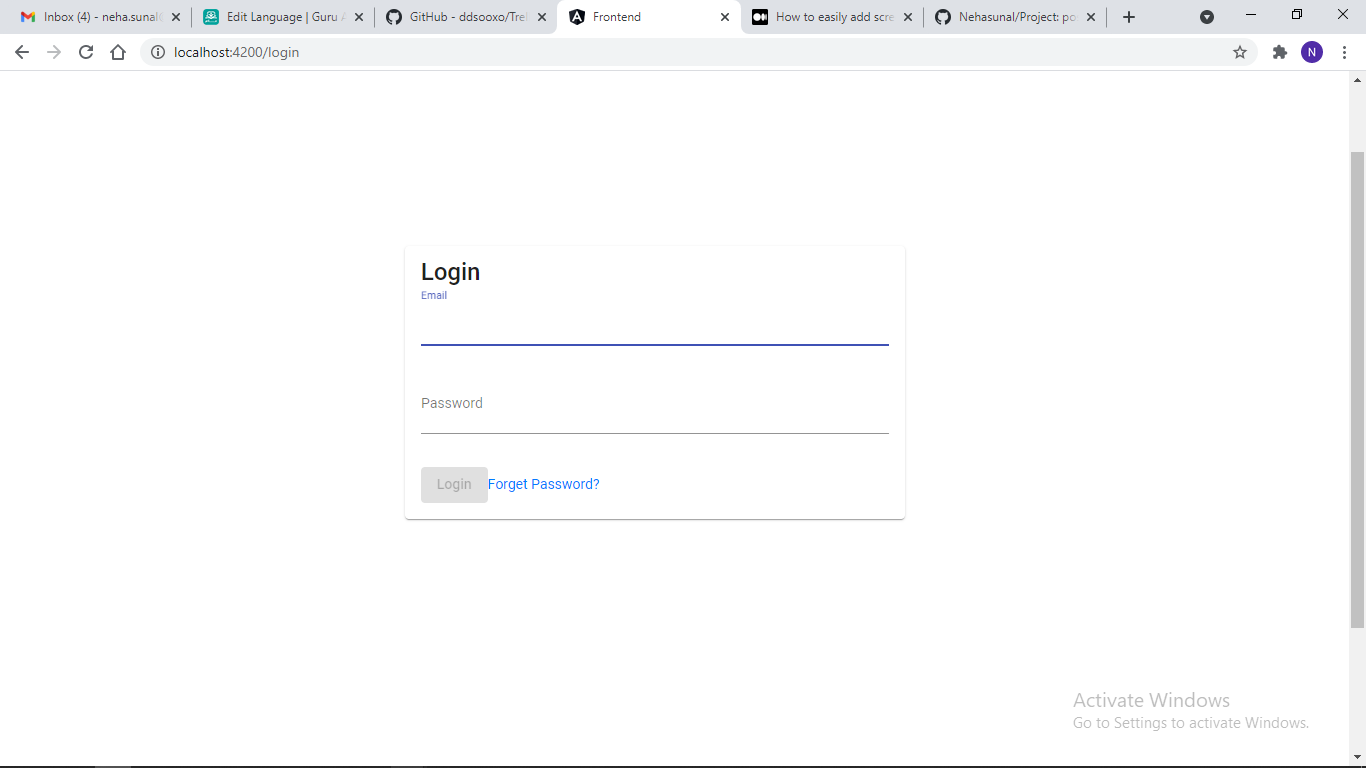 Inbox (4) - neha.sunal
Edit Language | Guru
GitHub - ddsooxo/Tre
Frontend
How to easily add scre
Nehasunal/Project: po
localhost:4200/login
N
Login
Email
Password
Login Forget Password?
Activate Windows
Go to Settings to activate Windows.